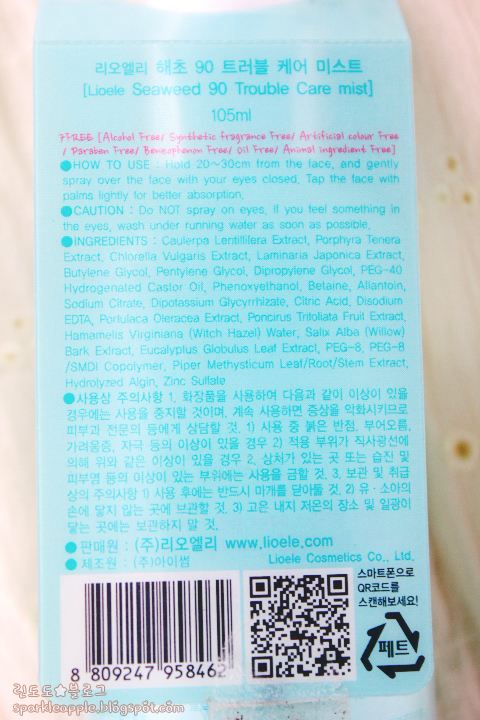 리오엘리 해초 90 트러블 케어 미스트
[Lioele Seaweed 90 Trouble Care mist]
105ml
7FREE [Alcohol Free/ Synthetic fragrance Free/ Artificial colour Free
/ Paraben Free/ Benzophenon Free/ Oil Free/ Animal ingredient Free]
●HOW TO USE : Hold 20~30cm from the face, and gently
spray over the face with your eyes closed. Tap the face with
palms lightly for better absorption.
●CAUTION : Do NOT spray on eyes. If you feel something in
the eyes, wash under running water as soon as possible.
●INGREDIENTS : Caulerpa Lentillifera Extract, Porphyra Tenera
Extract, Chlorella Vulgaris Extract, Laminaria Japonica Extract,
Butylene Glycol, Pentylene Glycol, Dipropylene Glycol, PEG-40
Hydrogenated Castor Oil, Phenoxyethanol, Betaine, Allantoin,
Sodium Citrate, Dipotassium Glycyrrhizate, Citric Acid, Disodium
EDTA, Portulaca Oleracea Extract, Poncirus Trifoliata Fruit Extract,
Hamamelis Virginiana (Witch Hazel) Water, Salix Alba (Willow)
Bark Extract, Eucalyptus Globulus Leaf Extract, PEG-8, PEG-8
/SMDI Copolymer, Piper Methysticum Leaf/Root/Stem Extract,
Hydrolyzed Algin, Zinc Sulfate
●사용상 주의사항 1. 화장품을 사용하여 다음과 같이 이상이 있을
경우에는 사용을 중지할 것이며, 계속 사용하면 증상을 악화시키므로
피부과 전문의 등에게 상담할 것. 1) 사용 중 붉은 반점, 부어오름,
가려움증, 자극 등의 이상이 있을 경우 2) 적용 부위가 직사광선에
의해 위와 같은 이상이 있을 경우 2. 상처가 있는 곳 또는 습진 및
피부염 등의 이상이 있는 부위에는 사용을 금할 것. 3. 보관 및 취급
상의 주의사항 1) 사용 후에는 반드시 마개를 닫아둘 것. 2) 유·소아의
손에 닿지 않는 곳에 보관할 것. 3) 고온 내지 저온의 장소 및 일광이
닿는 곳에는 보관하지 말 것.
●판매원 : (주)리오엘리 www.lioele.com
●제조원 : (주)아이썸 Lioele Cosmetics Co., Ltd.
스마트폰으로
QR코드를
스캔해보세요!
페트
8 809247 958462
린도도★블로그
sparkleapple.blogspot.com